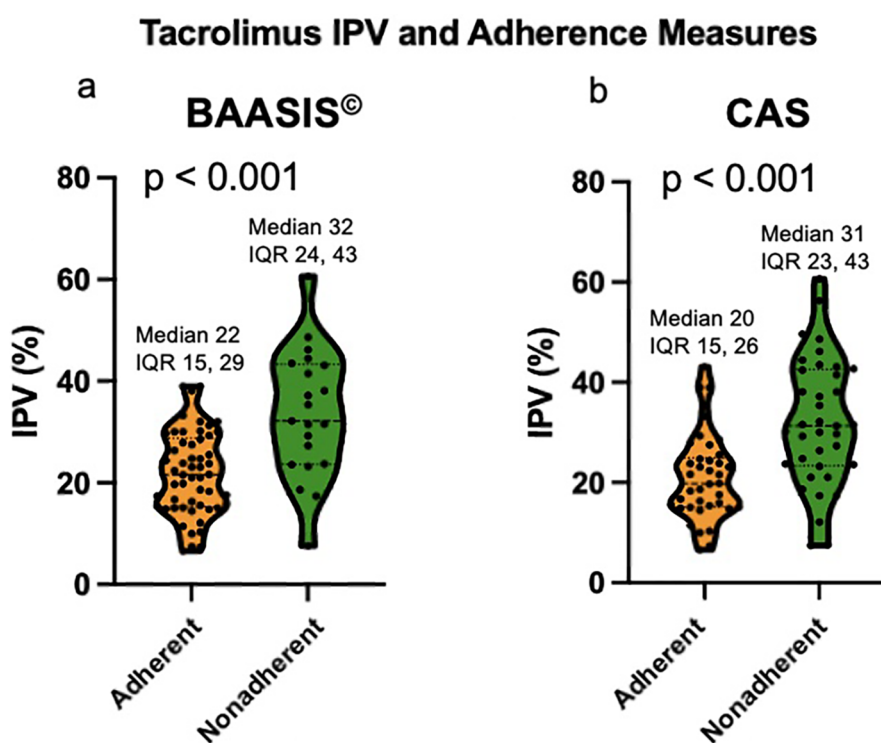 Tacrolimus IPV and Adherence Measures
a
BAASIS©
p < 0.001
80
60
40
20
0
IPV (%)
Median 22
IQR 15, 29
Median 32
IQR 24, 43
Adherent
Nonadherent
b
CAS
p < 0.001
80
60
40
20
0
IPV (%)
Median 20
IQR 15, 26
Median 31
IQR 23, 43
Adherent
Nonadherent